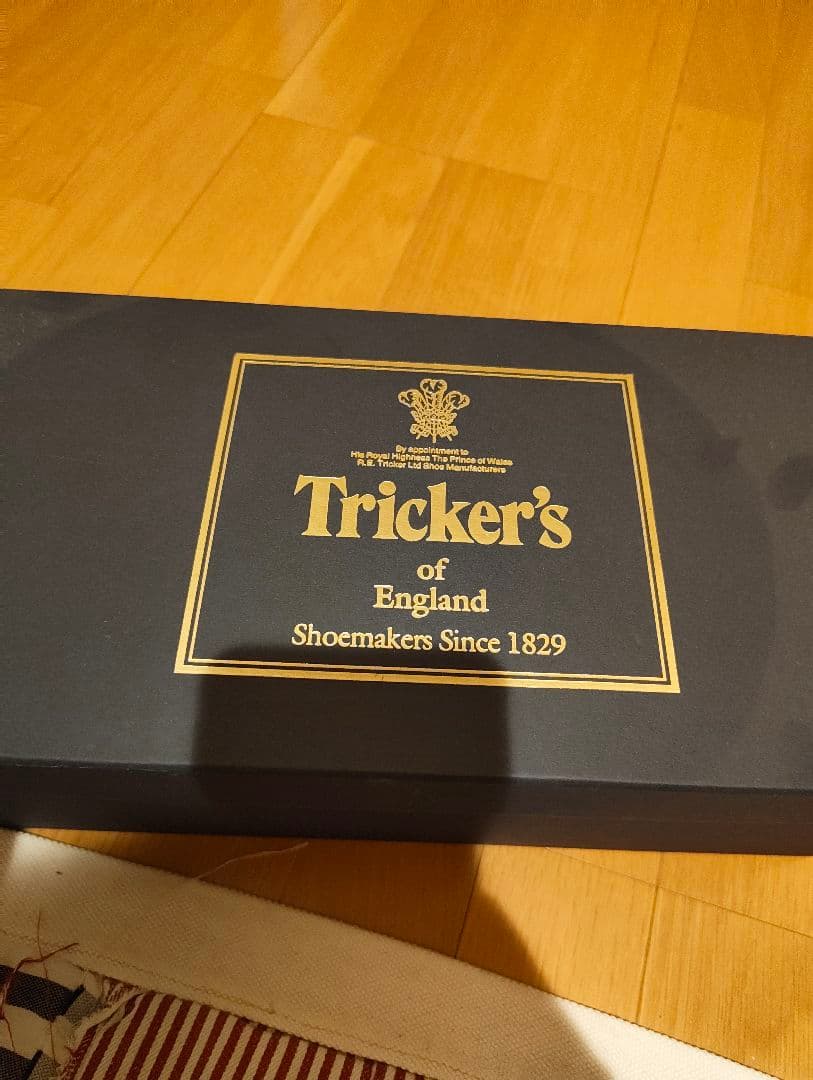 By appointment to
His Royal Highness The Prince of Wales
R.E. Tricker Ltd Shoe Manufacturers
Tricker's
of
England
Shoemakers Since 1829